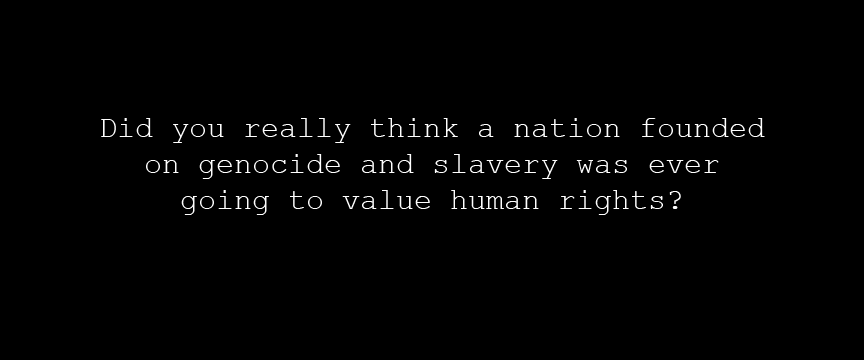 Did you really think a nation founded
on genocide and slavery was ever
going to value human rights?